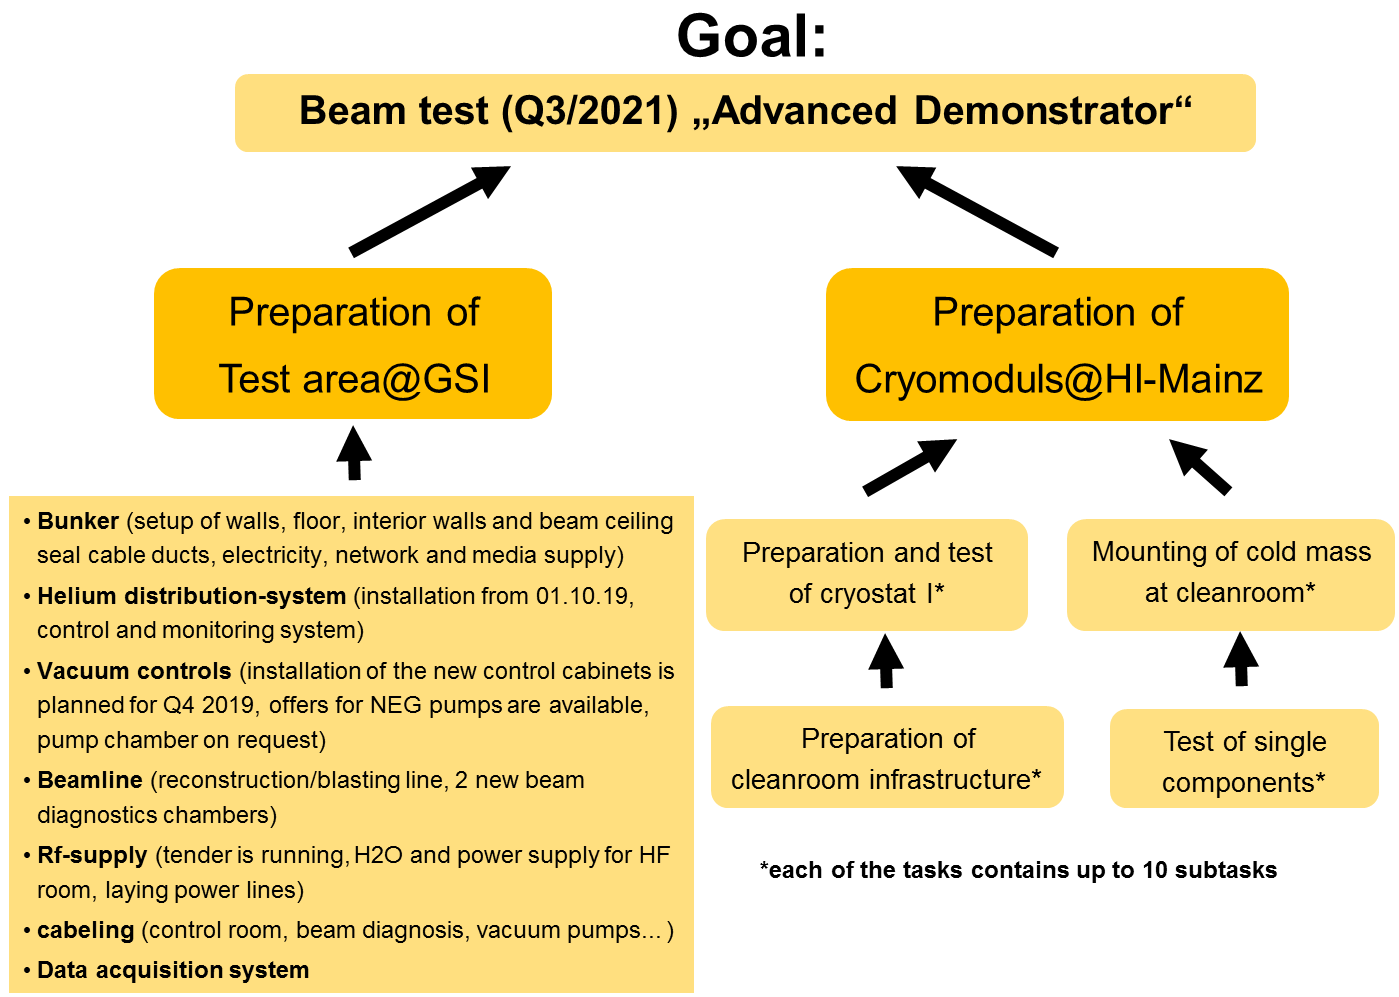 Goal:
Beam test (Q3/2021) „Advanced Demonstrator“
Preparation of
Test area@GSI
Preparation of
Cryomoduls@HI-Mainz
• Bunker (setup of walls, floor, interior walls and beam ceiling
seal cable ducts, electricity, network and media supply)
• Helium distribution-system (installation from 01.10.19,
control and monitoring system)
• Vacuum controls (installation of the new control cabinets is
planned for Q4 2019, offers for NEG pumps are available,
pump chamber on request)
• Beamline (reconstruction/blasting line, 2 new beam
diagnostics chambers)
• Rf-supply (tender is running, H2O and power supply for HF
room, laying power lines)
• cabeling (control room, beam diagnosis, vacuum pumps... )
• Data acquisition system
Preparation and test
of cryostat I*
Mounting of cold mass
at cleanroom*
Preparation of
cleanroom infrastructure*
Test of single
components*
*each of the tasks contains up to 10 subtasks